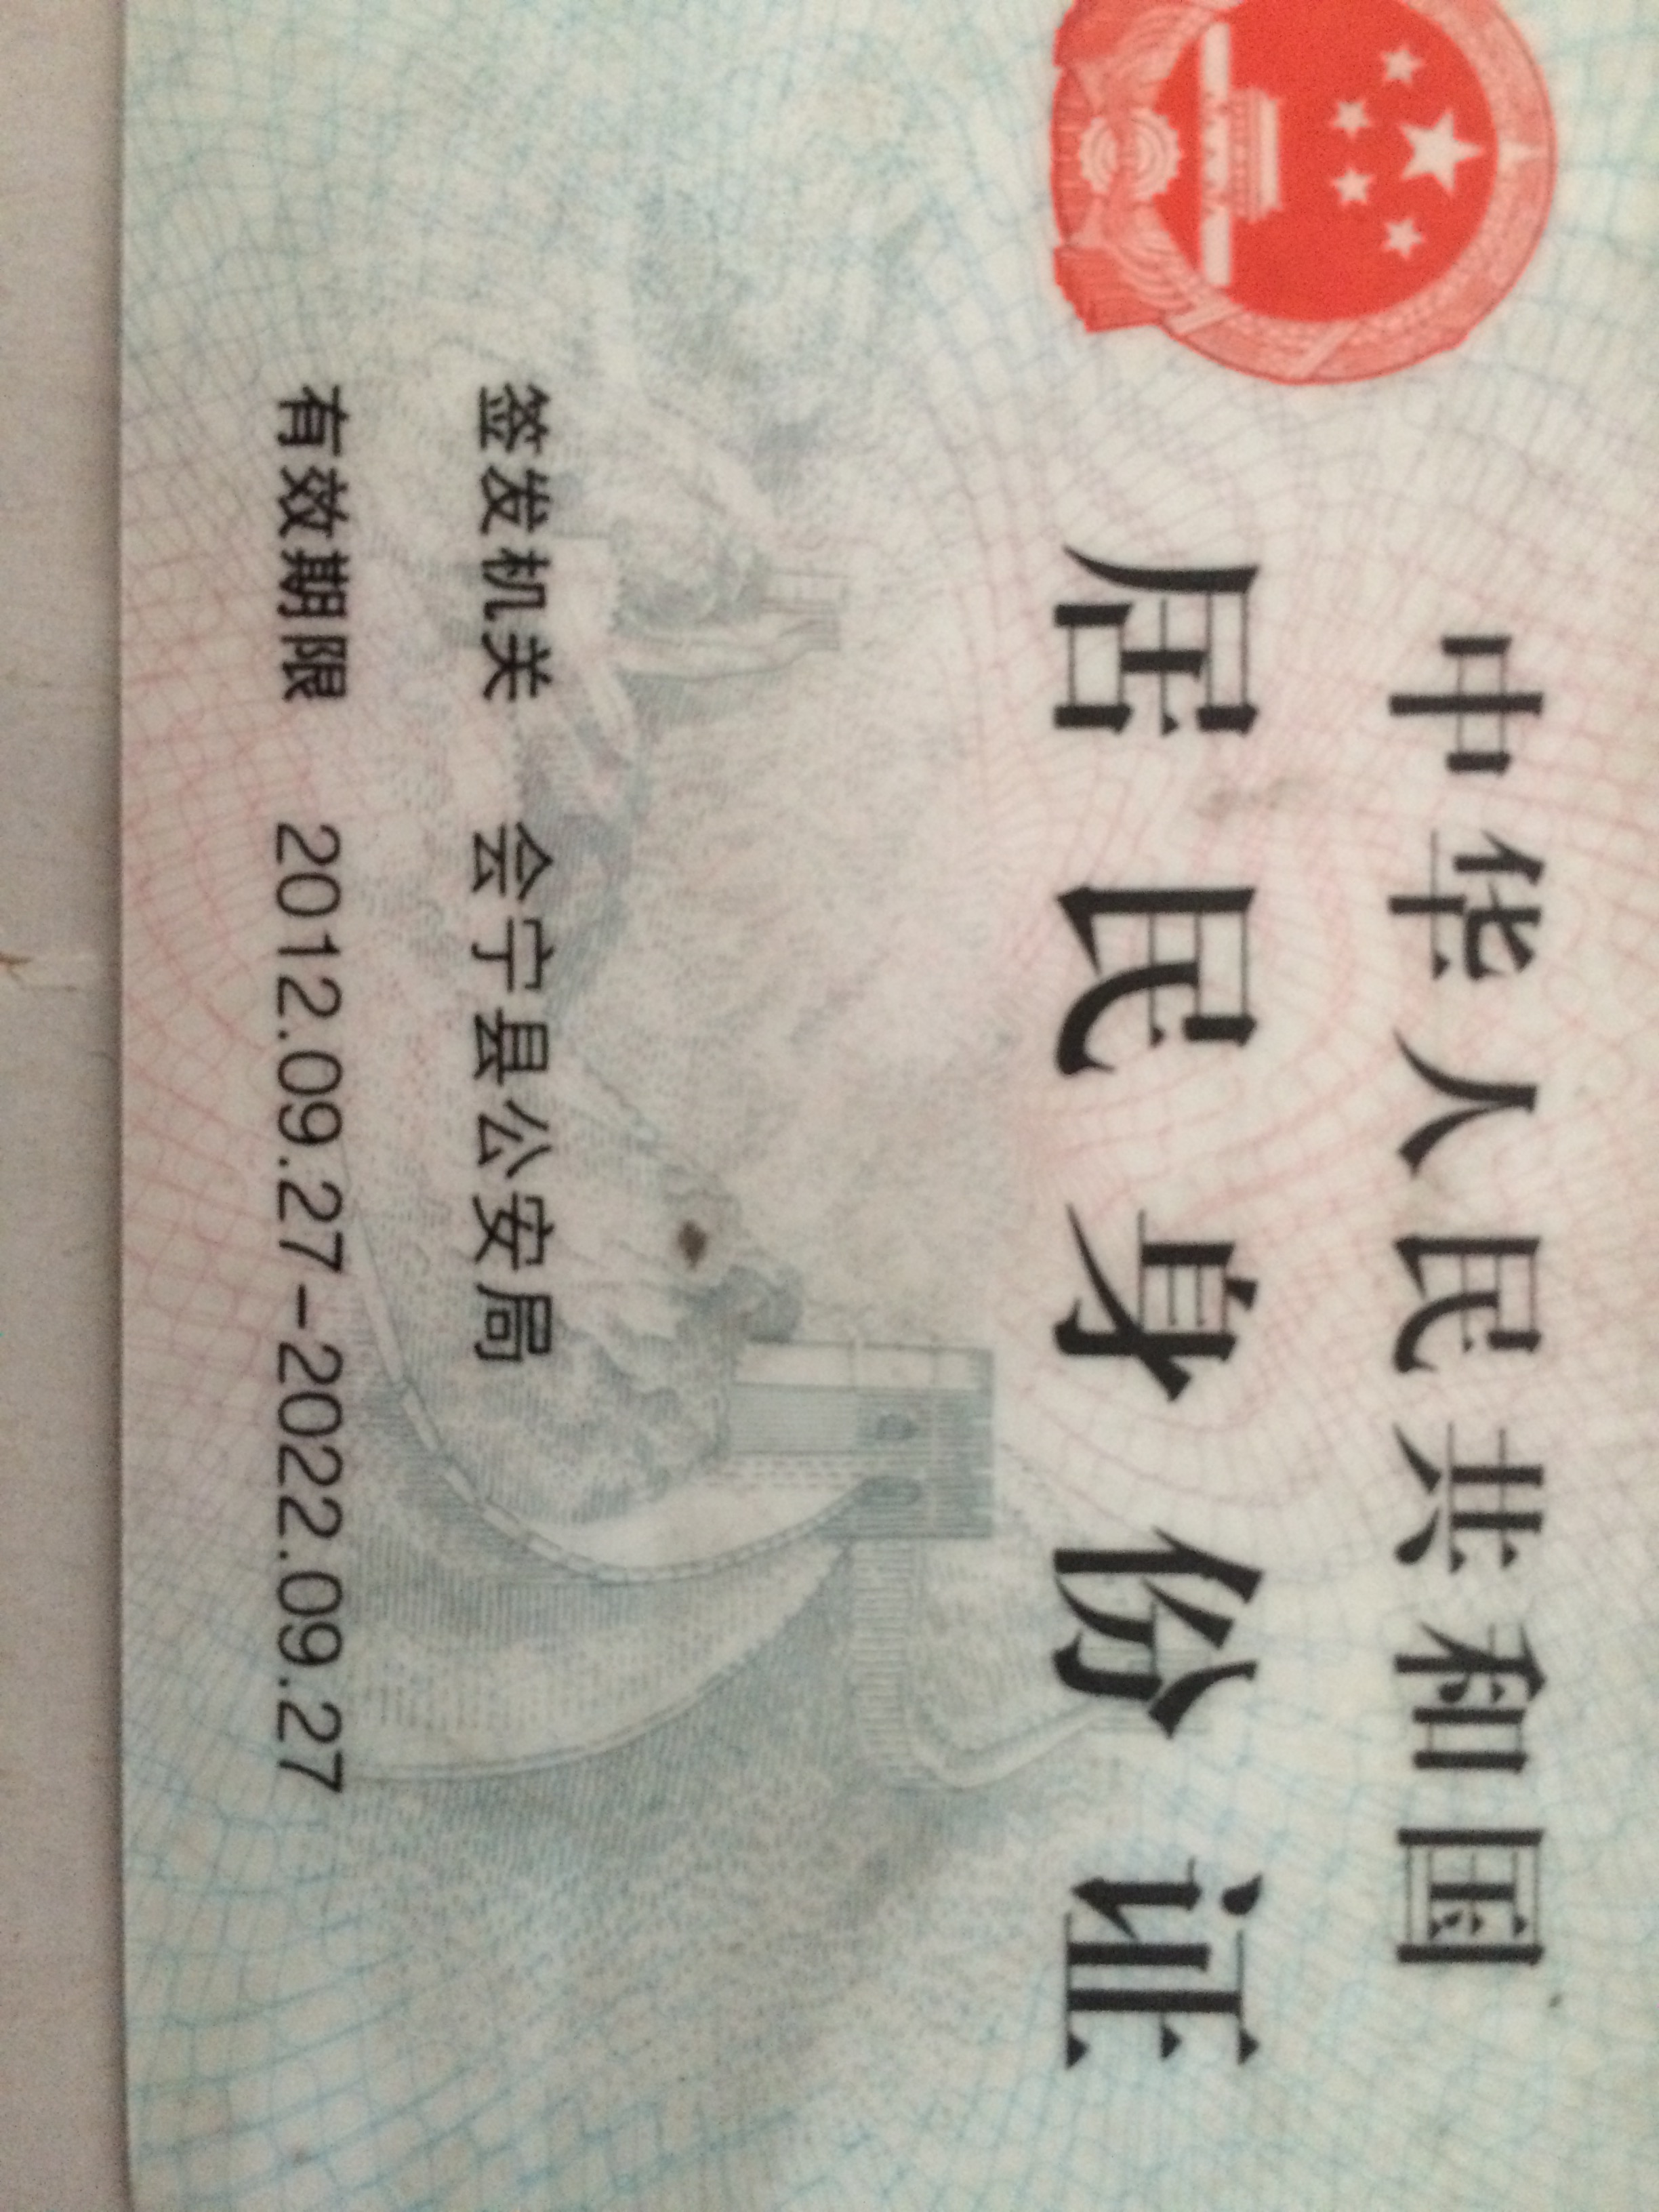 中华人民共和国
居民身份证
签发机关 会宁县公安局
有效期限 2012.09.27-2022.09.27